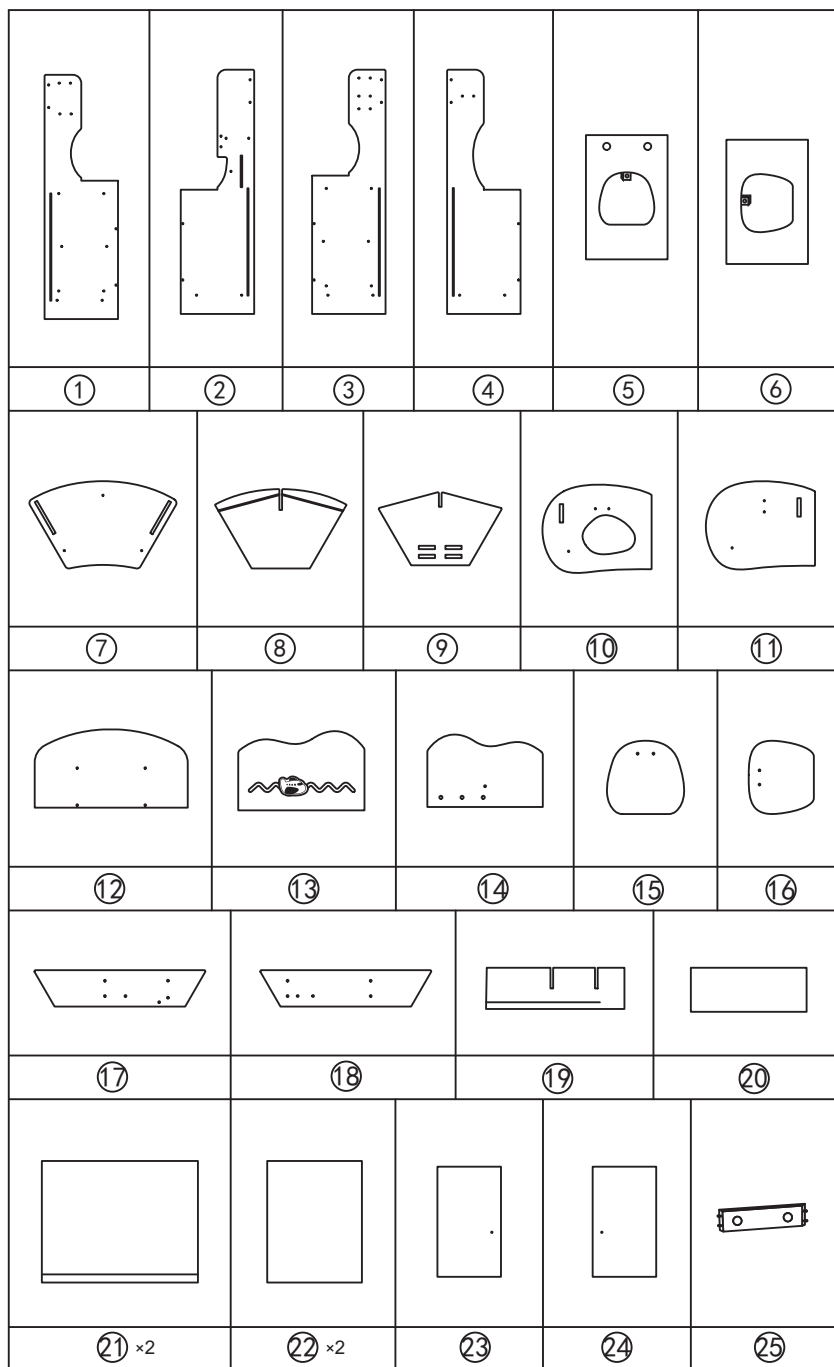 ① ② ③ ④ ⑤ ⑥
⑦ ⑧ ⑨ ⑩ ⑪
⑫ ⑬ ⑭ ⑮ ⑯
⑰ ⑱ ⑲ ⑳
㉑ ×2 ㉒ ×2 ㉓ ㉔ ㉕